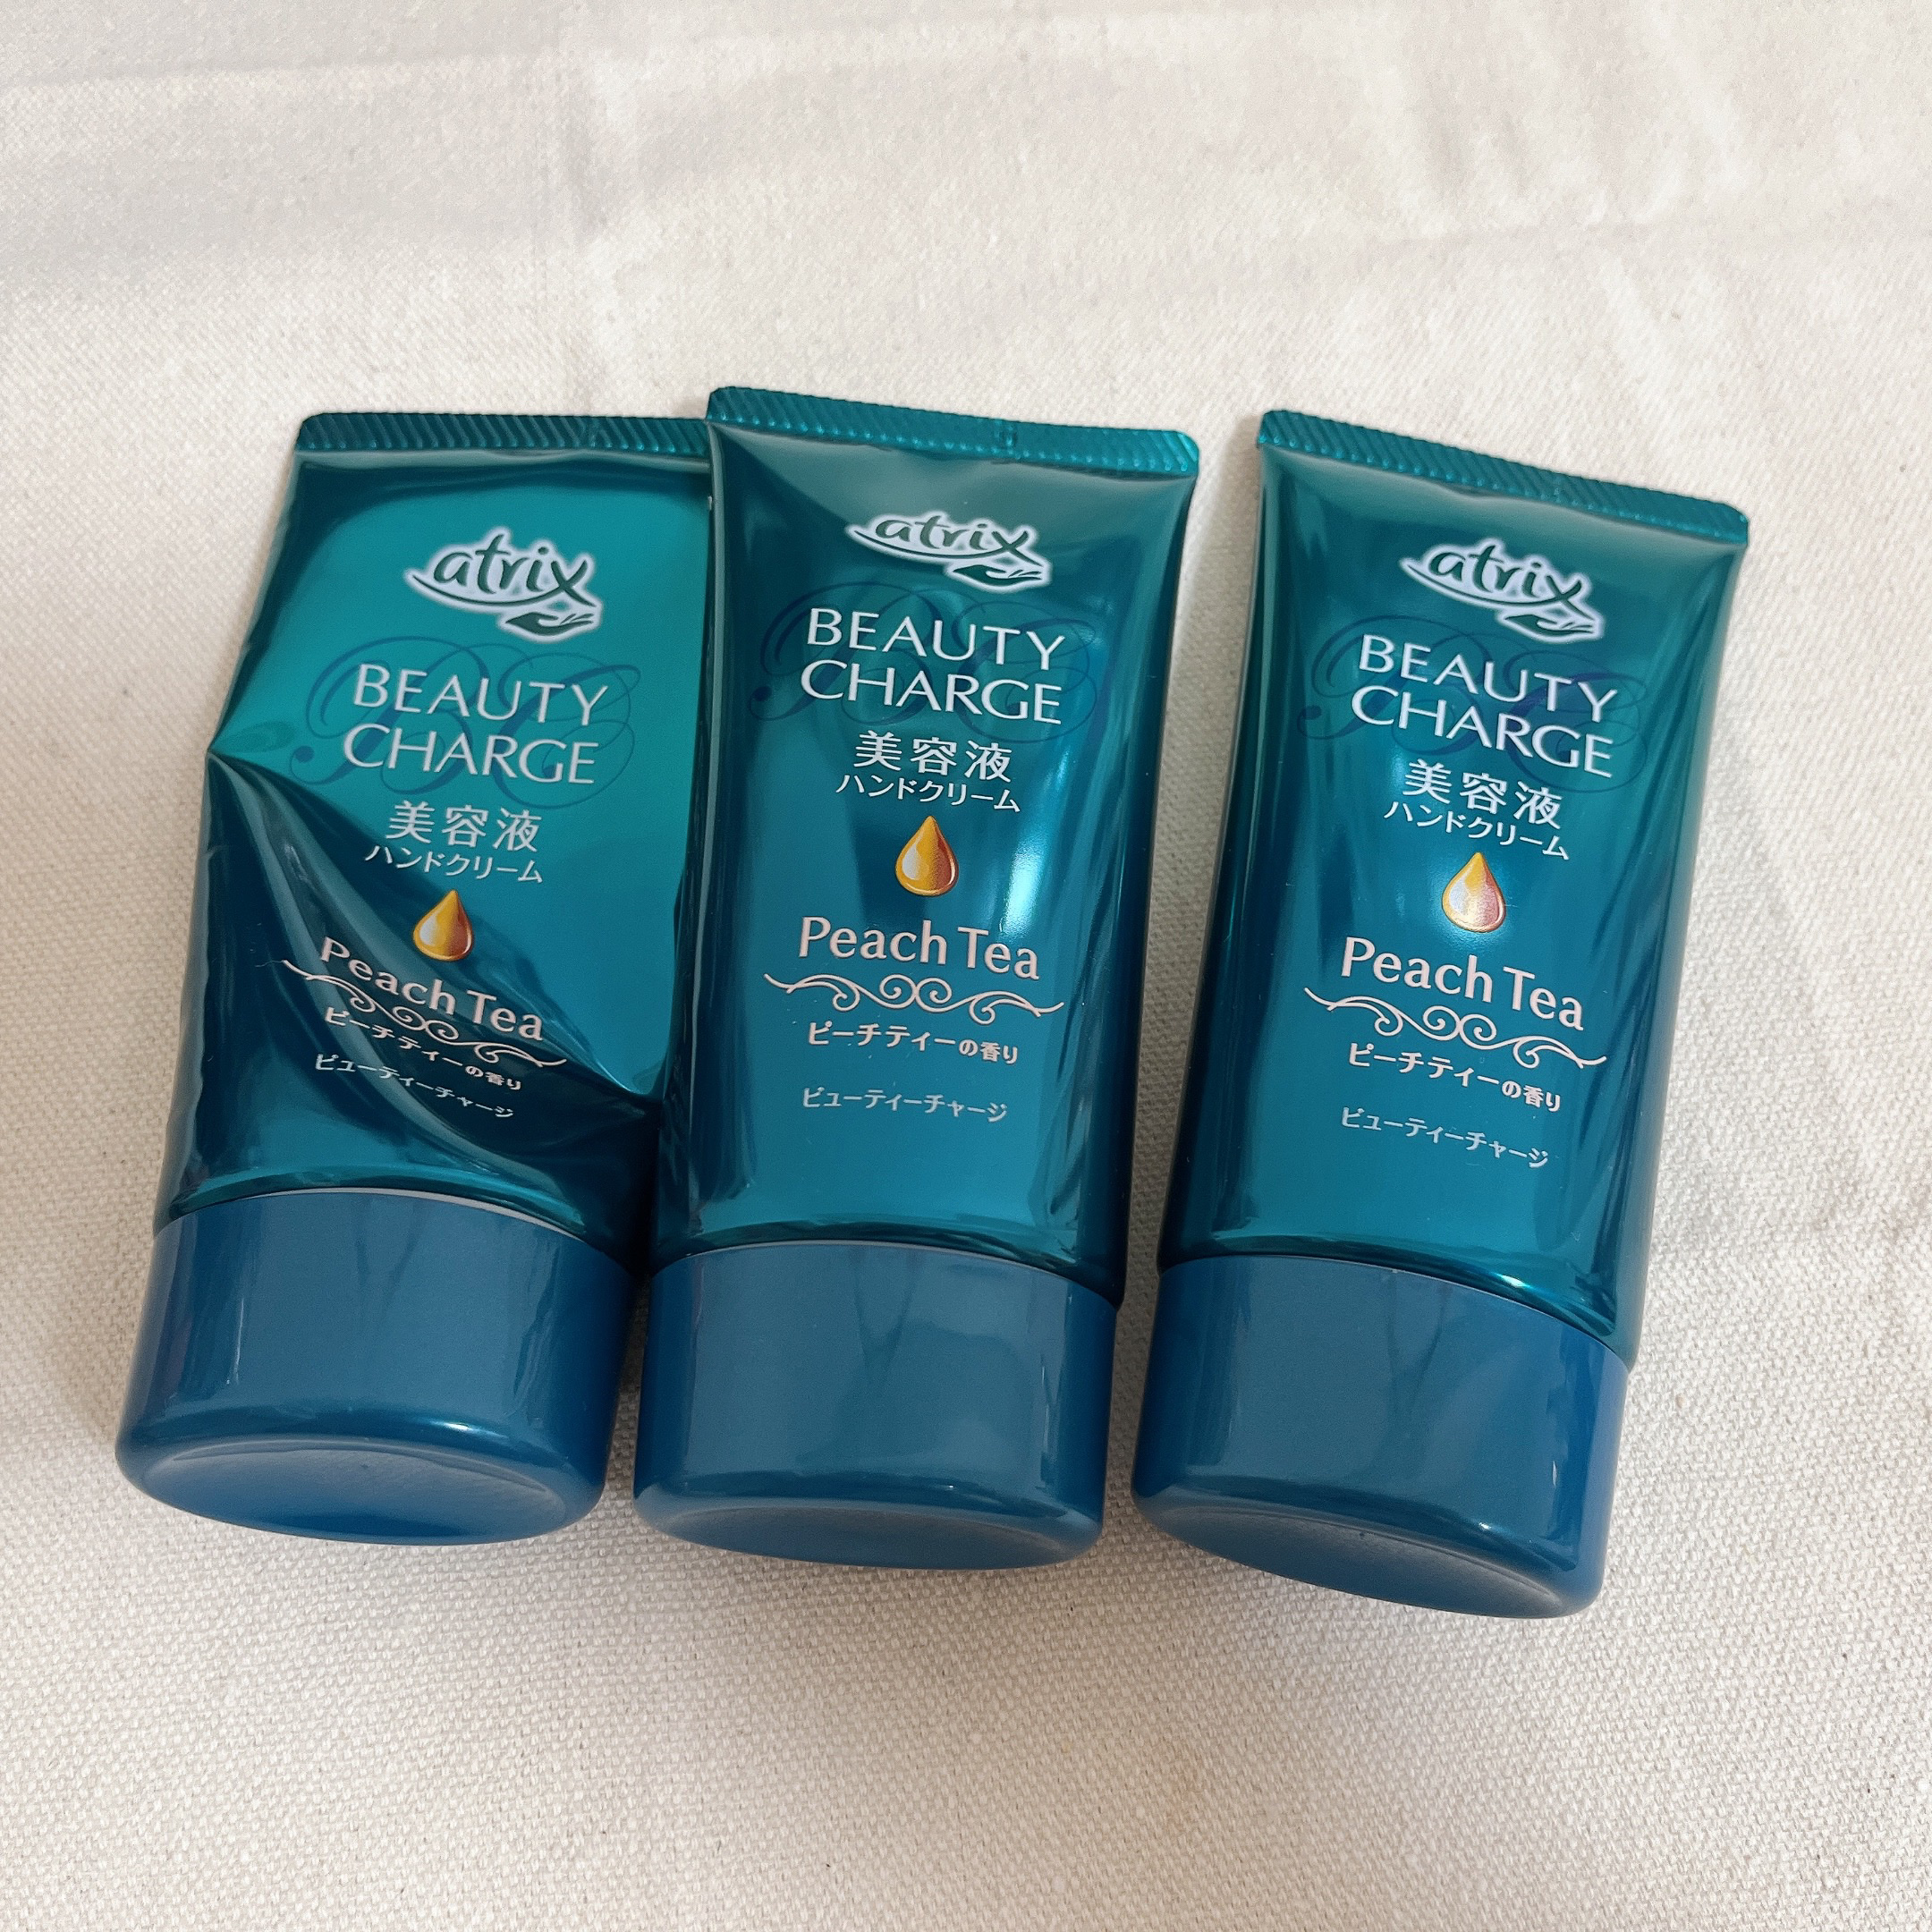 atrix
BEAUTY
CHARGE
美容液
ハンドクリーム
Peach Tea
ピーチティーの香り
ビューティーチャージ
atrix
BEAUTY
CHARGE
美容液
ハンドクリーム
Peach Tea
ピーチティーの香り
ビューティーチャージ
atrix
BEAUTY
CHARGE
美容液
ハンドクリーム
Peach Tea
ピーチティーの香り
ビューティーチャージ